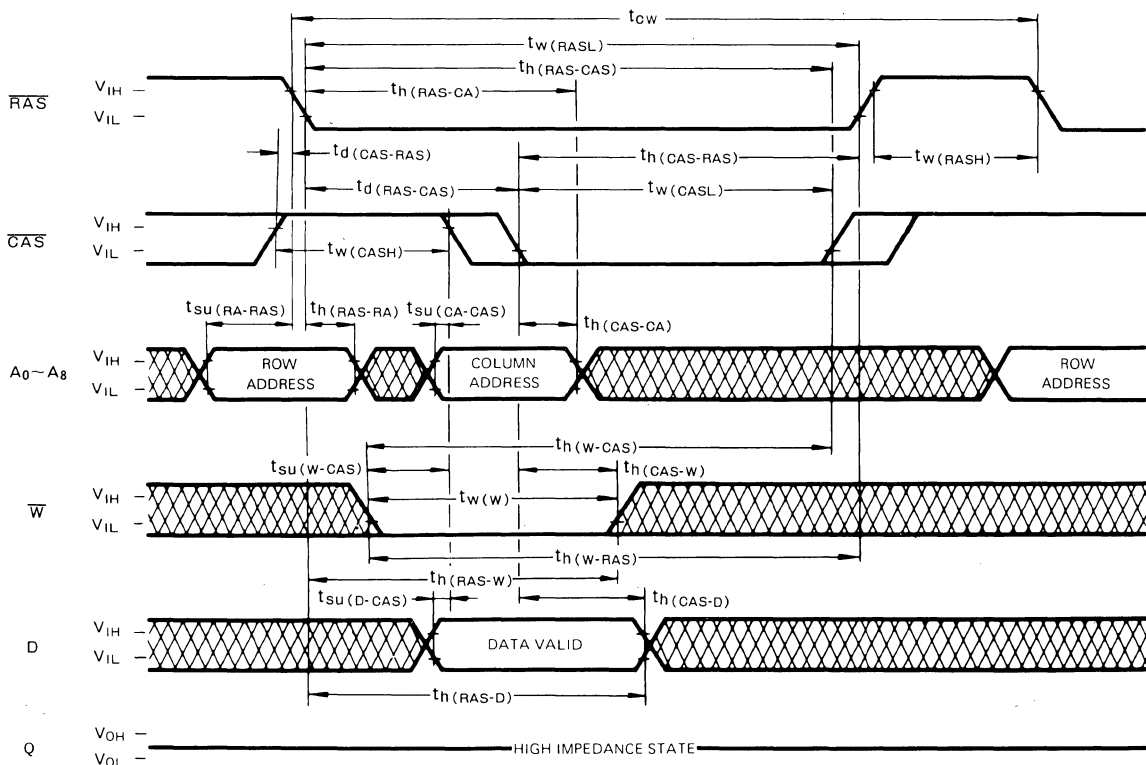 tCW
tW(RASL)
th(RAS-CAS)
RAS
VIH
VIL
th(RAS-CA)
td(CAS-RAS)
th(CAS-RAS)
tW(RASH)
td(RAS-CAS)
tW(CASL)
CAS
VIH
VIL
tW(CASH)
tSU(RA-RAS)
th(RAS-RA)
tSU(CA-CAS)
th(CAS-CA)
A0~A8
VIH
VIL
ROW
ADDRESS
COLUMN
ADDRESS
ROW
ADDRESS
th(W-CAS)
tSU(W-CAS)
th(CAS-W)
W
VIH
VIL
tW(W)
th(W-RAS)
th(RAS-W)
tSU(D-CAS)
th(CAS-D)
D
VIH
VIL
DATA VALID
th(RAS-D)
Q
VOH
VOL
HIGH IMPEDANCE STATE